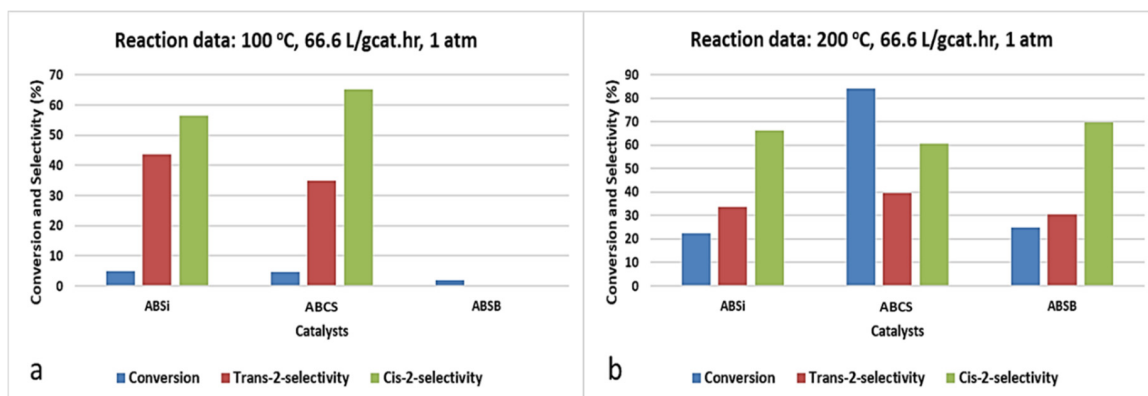 Reaction data: 100 °C, 66.6 L/gcat.hr, 1 atm
Conversion and Selectivity (%)
70
60
50
40
30
20
10
0
ABSi ABCS ABSB
Catalysts
Conversion Trans-2-selectivity Cis-2-selectivity
a
Reaction data: 200 °C, 66.6 L/gcat.hr, 1 atm
Conversion and Selectivity (%)
90
80
70
60
50
40
30
20
10
0
ABSi ABCS ABSB
Catalysts
Conversion Trans-2-selectivity Cis-2-selectivity
b